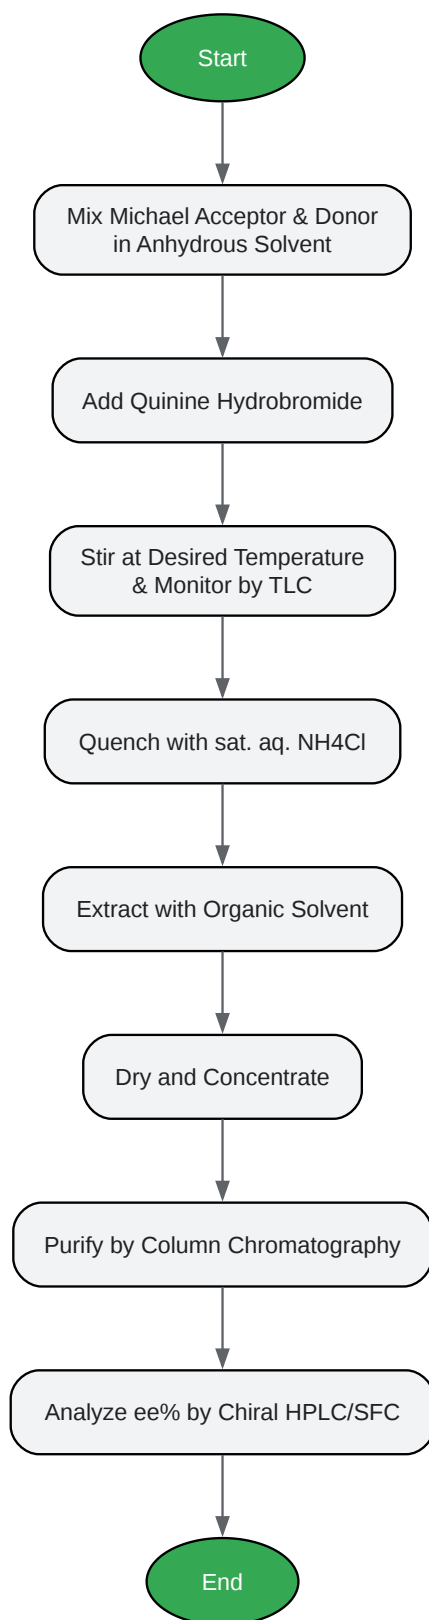 Start
Mix Michael Acceptor & Donor
in Anhydrous Solvent
Add Quinine Hydrobromide
Stir at Desired Temperature
& Monitor by TLC
Quench with sat. aq. NH4Cl
Extract with Organic Solvent
Dry and Concentrate
Purify by Column Chromatography
Analyze ee% by Chiral HPLC/SFC
End